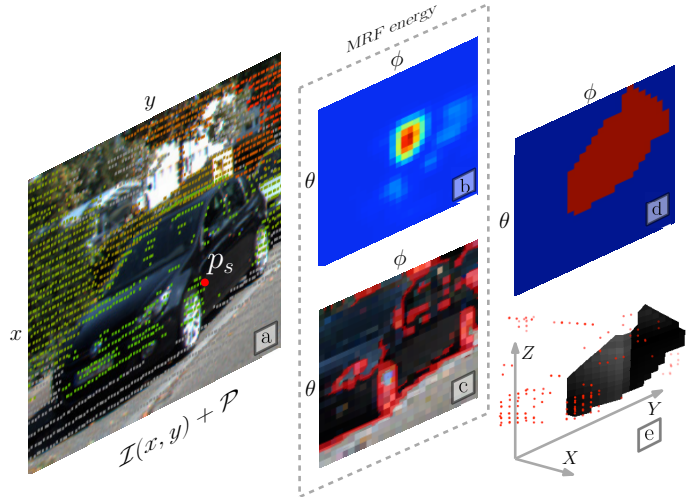 MRF energy
y
x
p_s
a
I(x, y) + P
ϕ
θ
b
ϕ
θ
c
ϕ
θ
d
Z
Y
X
e